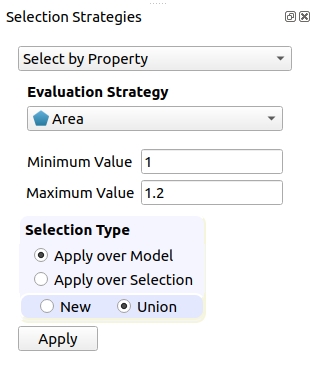 Selection Strategies
Select by Property
Evaluation Strategy
Area
Minimum Value 1
Maximum Value 1.2
Selection Type
Apply over Model
Apply over Selection
New Union
Apply